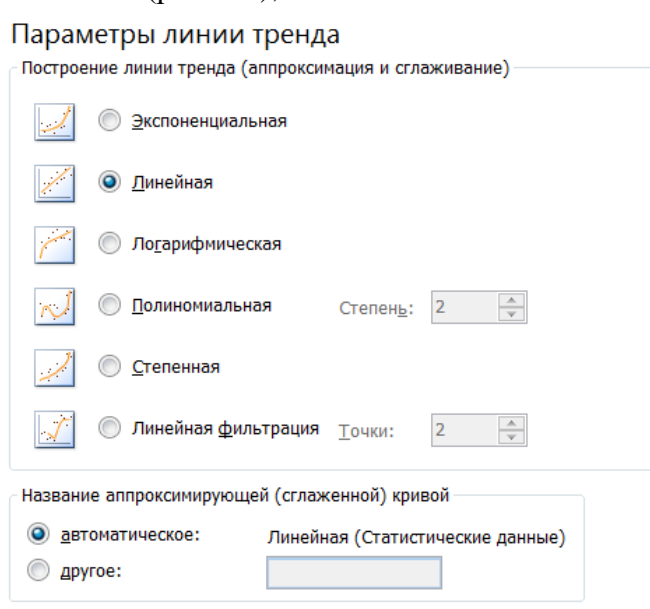 Параметры линии тренда
Построение линии тренда (аппроксимация и сглаживание)
Экспоненциальная
Линейная
Логарифмическая
Полиномиальная Степень: 2
Степенная
Линейная фильтрация Точки: 2
Название аппроксимирующей (сглаженной) кривой
автоматическое: Линейная (Статистические данные)
другое: